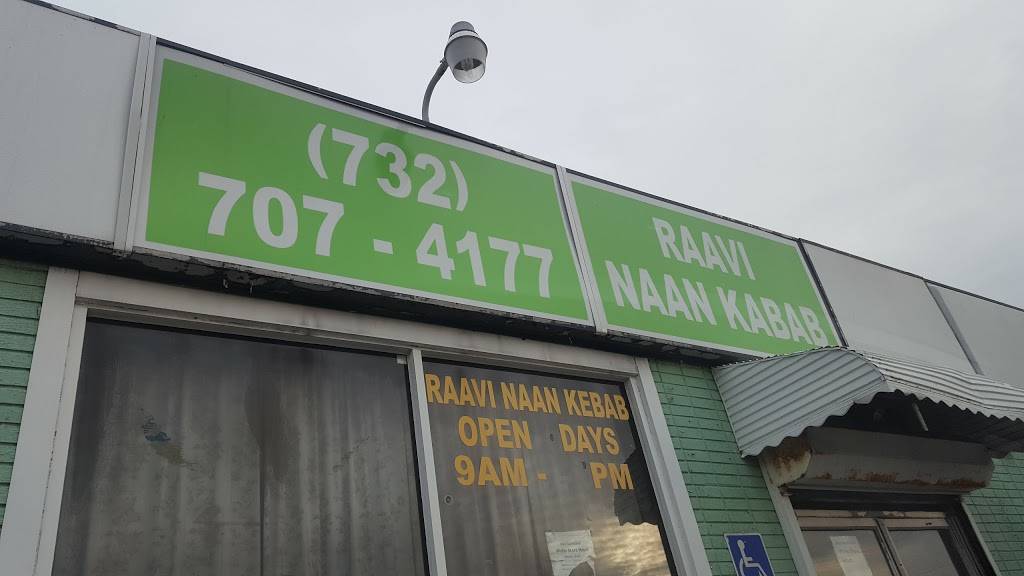 (732)
707 - 4177
RAAVI
NAAN KABAB
RAAVI NAAN KEBAB
OPEN DAYS
9AM - PM